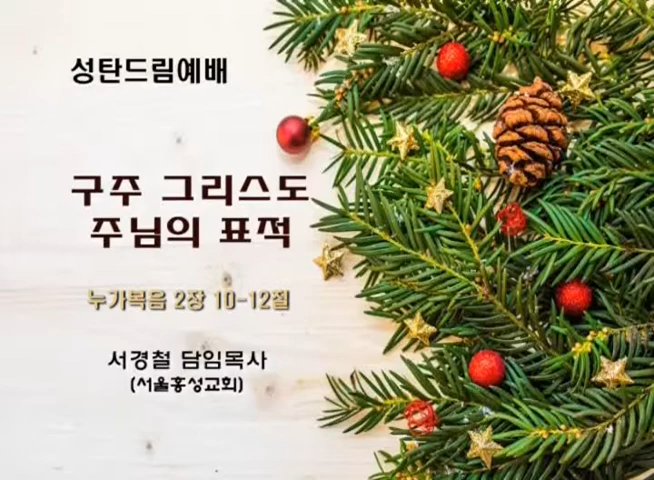 성탄드림예배
구주 그리스도
주님의 표적
누가복음 2장 10-12절
서경철 담임목사
(서울홍성교회)